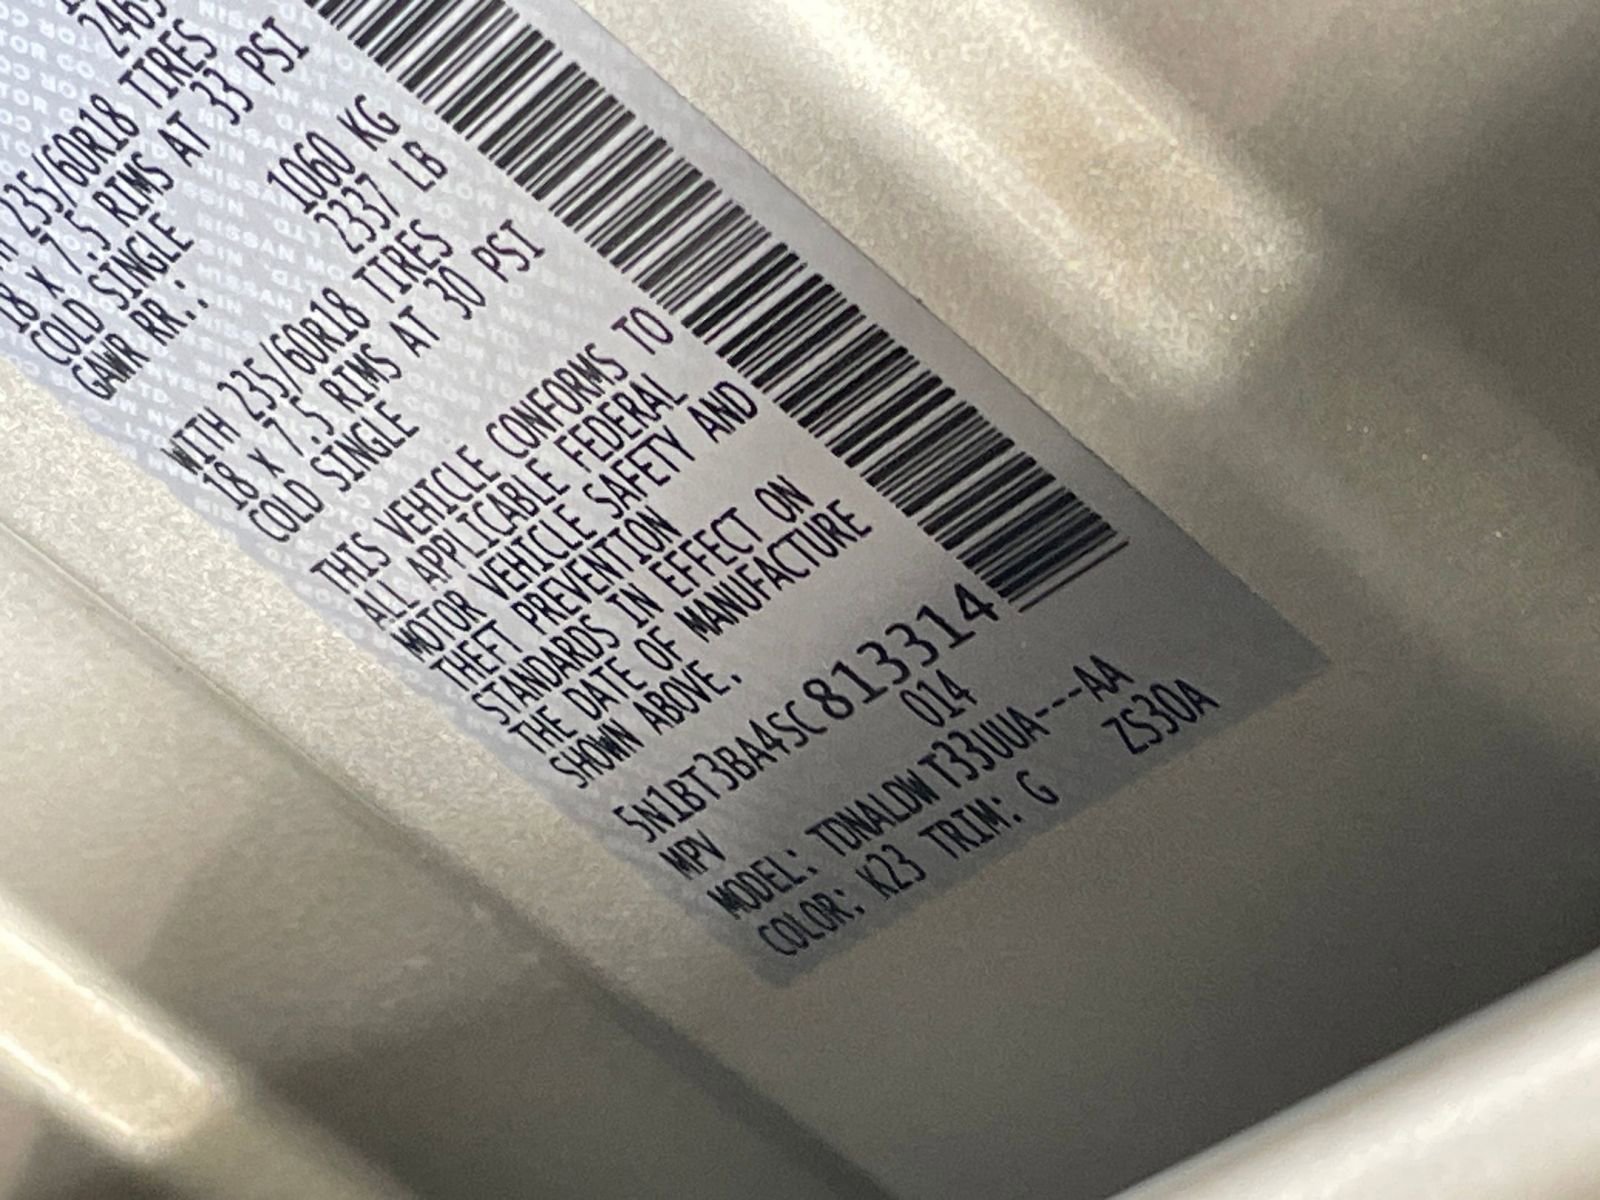 235/60R18 TIRES
18 X 7.5 RIMS AT 33 PSI
COLD SINGLE
GAWR RR.: 1060 KG
2337 LB
WITH 235/60R18 TIRES
18 X 7.5 RIMS AT 30 PSI
COLD SINGLE
THIS VEHICLE CONFORMS TO
ALL APPLICABLE FEDERAL
MOTOR VEHICLE SAFETY AND
THEFT PREVENTION
STANDARDS IN EFFECT ON
THE DATE OF MANUFACTURE
SHOWN ABOVE.
5N1BT3BA4SC813314
MPV 014
MODEL: TDNALDWT33UUA---AA
COLOR: K23 TRIM: G ZS30A